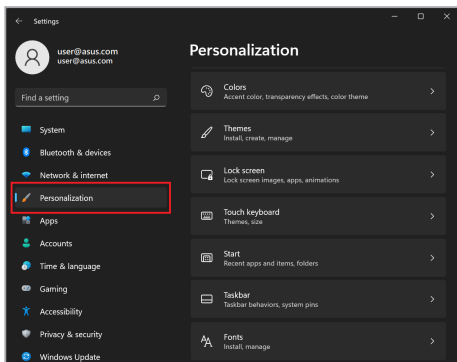 Settings
user@asus.com
user@asus.com
Find a setting
System
Bluetooth & devices
Network & internet
Personalization
Apps
Accounts
Time & language
Gaming
Accessibility
Privacy & security
Windows Update
Personalization
Colors
Accent color, transparency effects, color theme
Themes
Install, create, manage
Lock screen
Lock screen images, apps, animations
Touch keyboard
Themes, size
Start
Recent apps and items, folders
Taskbar
Taskbar behaviors, system pins
Fonts
Install, manage